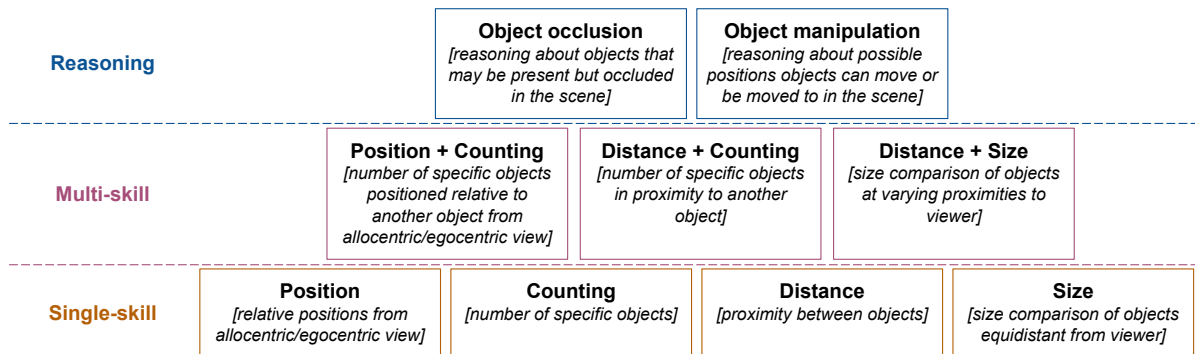 Reasoning
Object occlusion
[reasoning about objects that
may be present but occluded
in the scene]
Object manipulation
[reasoning about possible
positions objects can move or
be moved to in the scene]
Multi-skill
Position + Counting
[number of specific objects
positioned relative to
another object from
allocentric/egocentric view]
Distance + Counting
[number of specific objects
in proximity to another
object]
Distance + Size
[size comparison of objects
at varying proximities to
viewer]
Single-skill
Position
[relative positions from
allocentric/egocentric view]
Counting
[number of specific objects]
Distance
[proximity between objects]
Size
[size comparison of objects
equidistant from viewer]